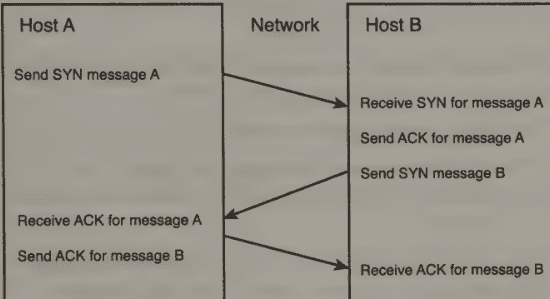 Host A
Network
Host B
Send SYN message A
Receive SYN for message A
Send ACK for message A
Send SYN message B
Receive ACK for message A
Send ACK for message B
Receive ACK for message B